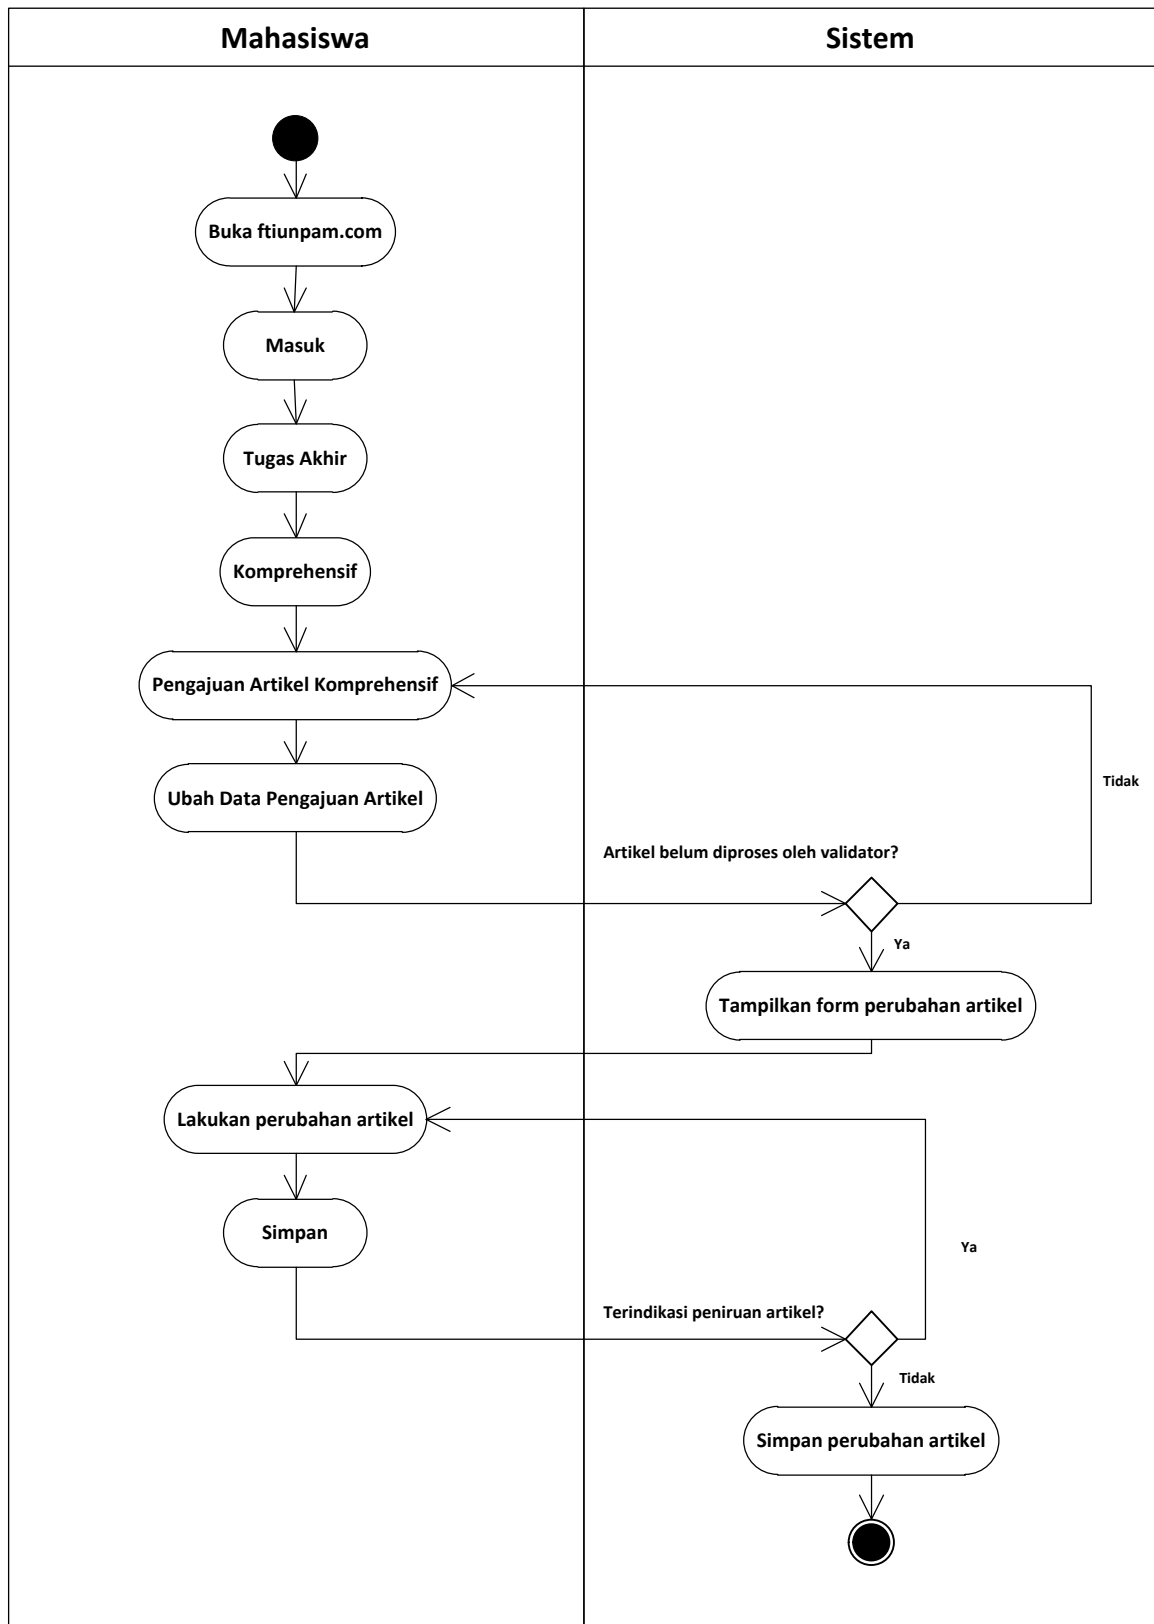 Mahasiswa
Sistem
Buka ftiunpam.com
Masuk
Tugas Akhir
Komprehensif
Pengajuan Artikel Komprehensif
Ubah Data Pengajuan Artikel
Tidak
Artikel belum diproses oleh validator?
Ya
Tampilkan form perubahan artikel
Lakukan perubahan artikel
Simpan
Ya
Terindikasi peniruan artikel?
Tidak
Simpan perubahan artikel